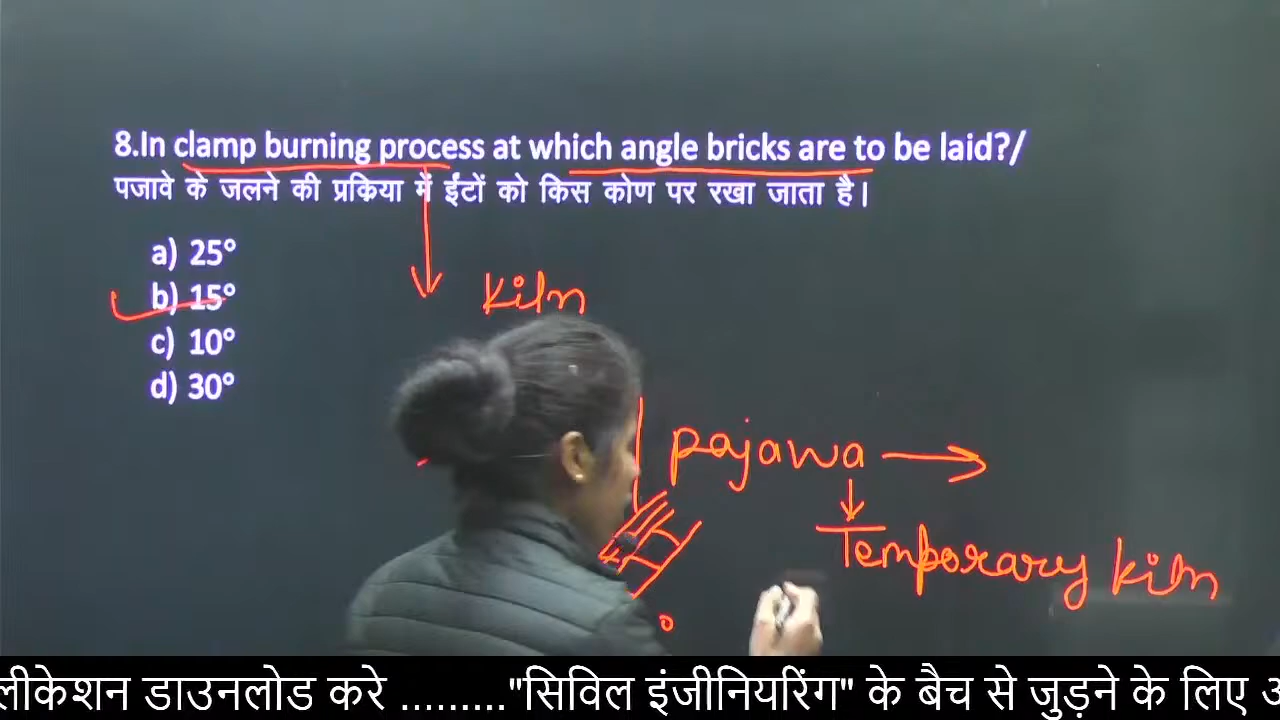 8.In clamp burning process at which angle bricks are to be laid?/
पजावे के जलने की प्रक्रिया में ईंटों को किस कोण पर रखा जाता है।
a) 25°
b) 15°
c) 10°
d) 30°
kiln
pajawa
Temporary kiln
लीकेशन डाउनलोड करे ........."सिविल इंजीनियरिंग" के बैच से जुड़ने के लिए